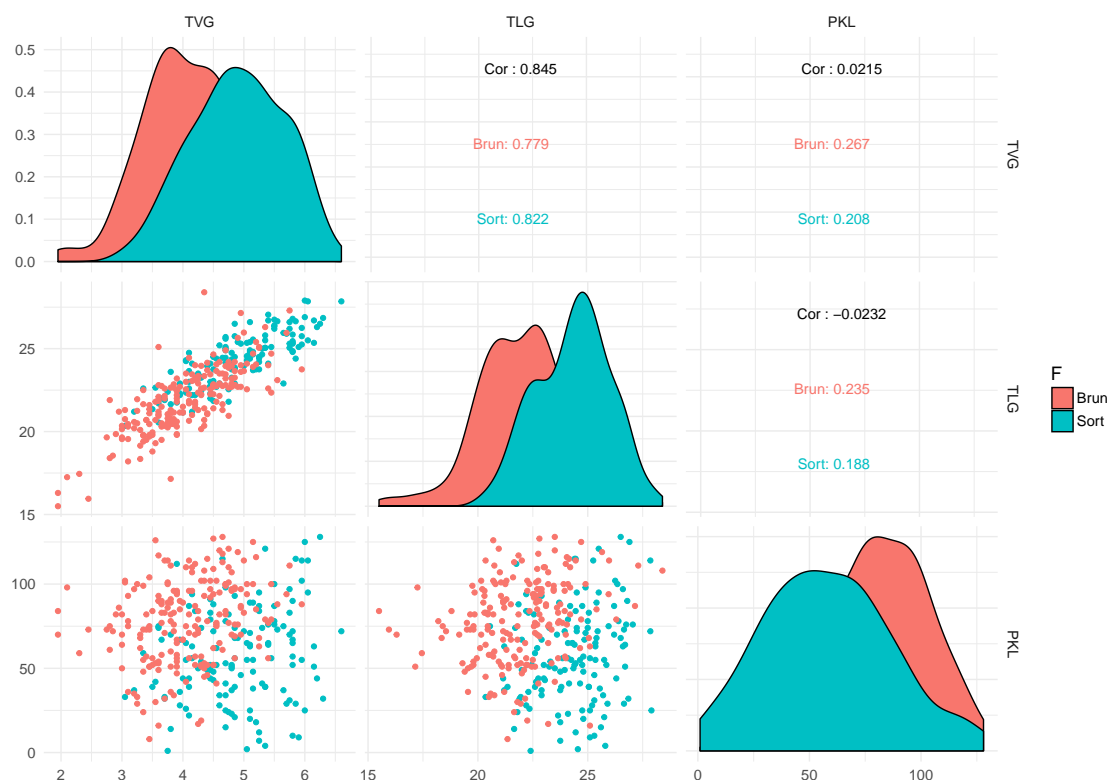 TVG TLG PKL
0.5
0.4
0.3
0.2
0.1
0.0
Cor : 0.845
Brun: 0.779
Sort: 0.822
Cor : 0.0215
Brun: 0.267
Sort: 0.208
TVG
25
20
15
Cor : −0.0232
Brun: 0.235
Sort: 0.188
TLG
100
50
0
PKL
2 3 4 5 6
15 20 25
0 50 100
F
Brun
Sort